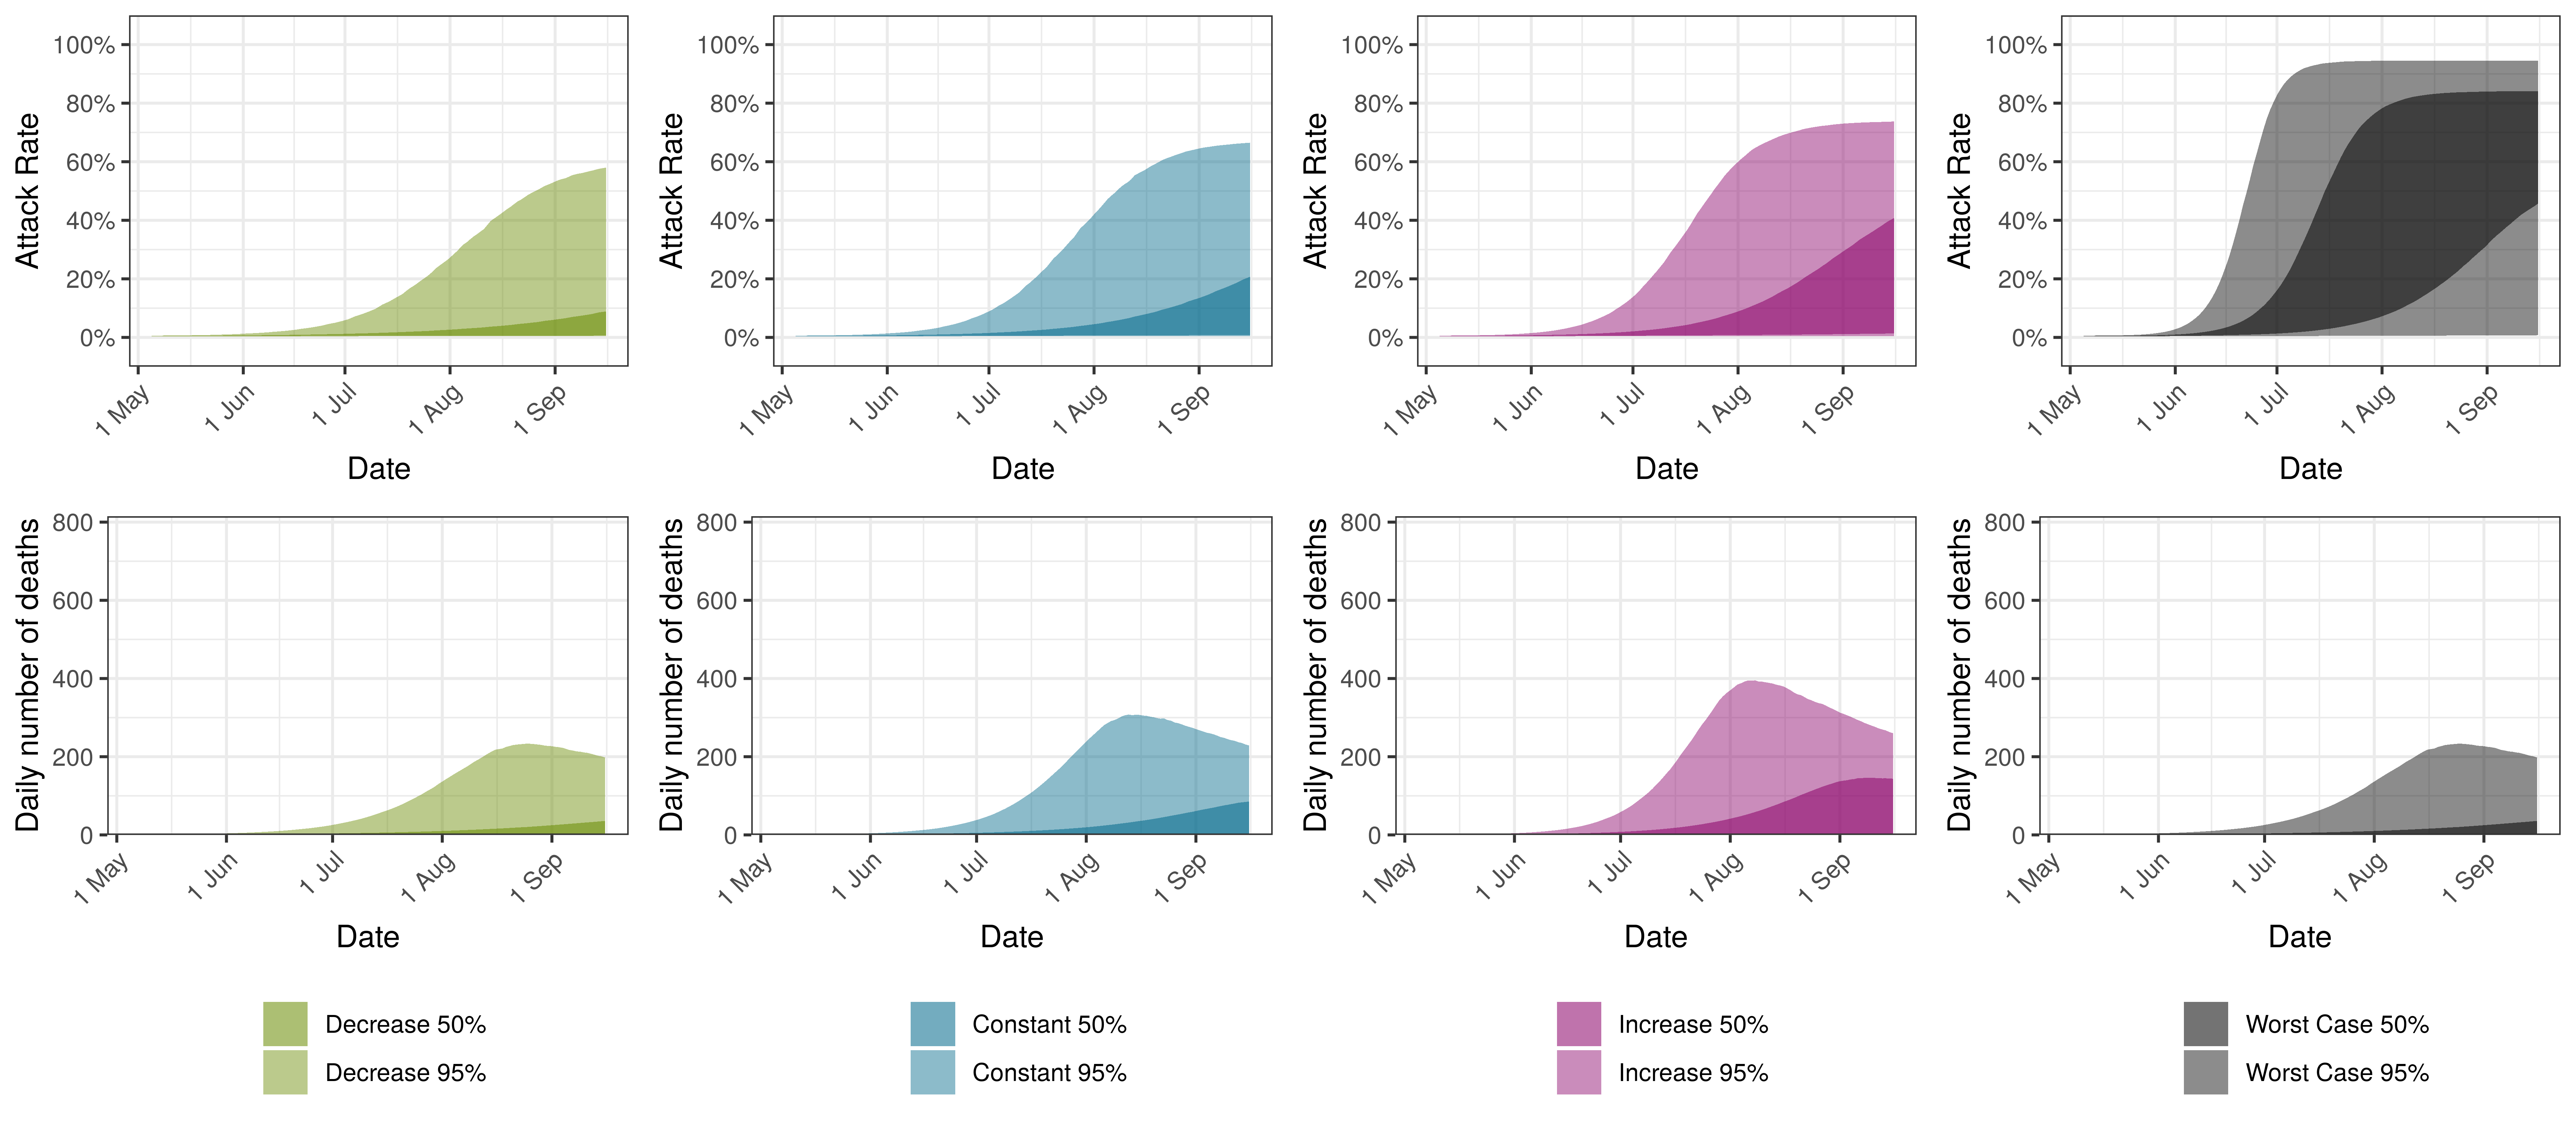 Attack Rate
100%
80%
60%
40%
20%
0%
1 May
1 Jun
1 Jul
1 Aug
1 Sep
Date
Attack Rate
100%
80%
60%
40%
20%
0%
1 May
1 Jun
1 Jul
1 Aug
1 Sep
Date
Attack Rate
100%
80%
60%
40%
20%
0%
1 May
1 Jun
1 Jul
1 Aug
1 Sep
Date
Attack Rate
100%
80%
60%
40%
20%
0%
1 May
1 Jun
1 Jul
1 Aug
1 Sep
Date
Daily number of deaths
800
600
400
200
0
1 May
1 Jun
1 Jul
1 Aug
1 Sep
Date
Daily number of deaths
800
600
400
200
0
1 May
1 Jun
1 Jul
1 Aug
1 Sep
Date
Daily number of deaths
800
600
400
200
0
1 May
1 Jun
1 Jul
1 Aug
1 Sep
Date
Daily number of deaths
800
600
400
200
0
1 May
1 Jun
1 Jul
1 Aug
1 Sep
Date
Decrease 50%
Decrease 95%
Constant 50%
Constant 95%
Increase 50%
Increase 95%
Worst Case 50%
Worst Case 95%